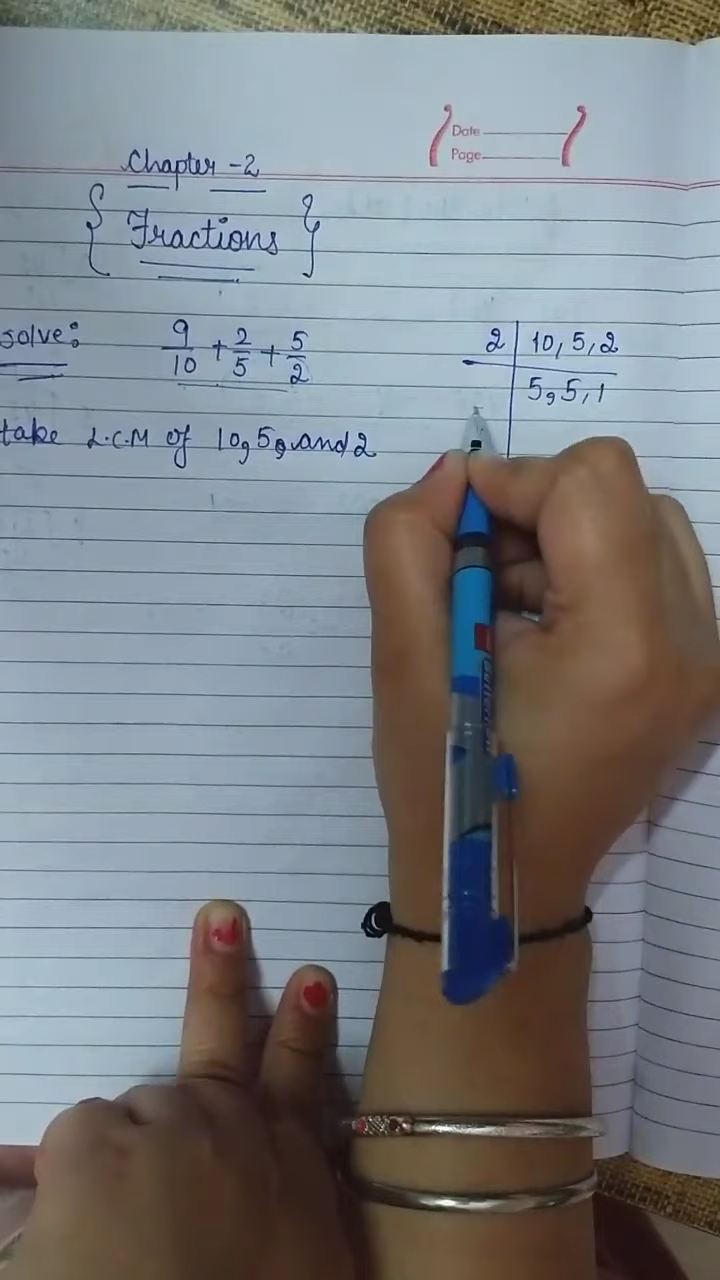 Date
Page
Chapter - 2
{ Fractions }
solve: 9/10 + 2/5 + 5/2
take L.C.M of 10, 5, and 2
2 | 10, 5, 2
5, 5, 1